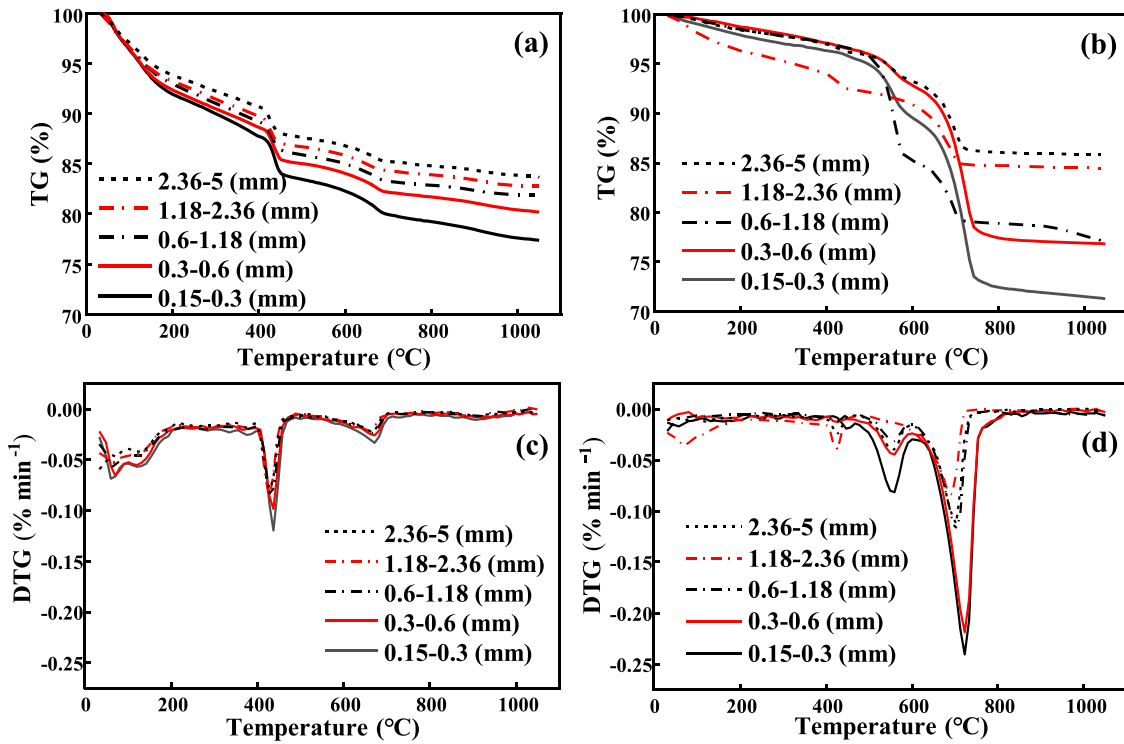 (a)
TG (%)
100
95
90
85
80
75
70
2.36-5 (mm)
1.18-2.36 (mm)
0.6-1.18 (mm)
0.3-0.6 (mm)
0.15-0.3 (mm)
0 200 400 600 800 1000
Temperature (°C)
(b)
TG (%)
100
95
90
85
80
75
70
2.36-5 (mm)
1.18-2.36 (mm)
0.6-1.18 (mm)
0.3-0.6 (mm)
0.15-0.3 (mm)
0 200 400 600 800 1000
Temperature (°C)
(c)
DTG (% min⁻¹)
0.00
-0.05
-0.10
-0.15
-0.20
-0.25
2.36-5 (mm)
1.18-2.36 (mm)
0.6-1.18 (mm)
0.3-0.6 (mm)
0.15-0.3 (mm)
0 200 400 600 800 1000
Temperature (°C)
(d)
DTG (% min⁻¹)
0.00
-0.05
-0.10
-0.15
-0.20
-0.25
2.36-5 (mm)
1.18-2.36 (mm)
0.6-1.18 (mm)
0.3-0.6 (mm)
0.15-0.3 (mm)
0 200 400 600 800 1000
Temperature (°C)